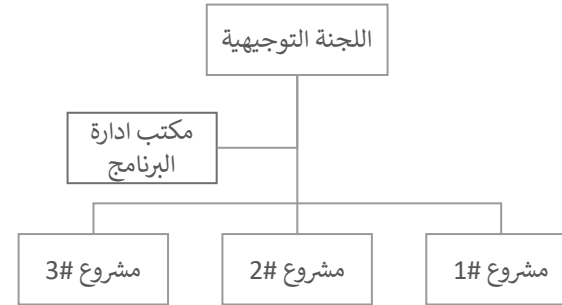 اللجنة التوجيهية
مكتب ادارة
البرنامج
مشروع #1
مشروع #2
مشروع #3